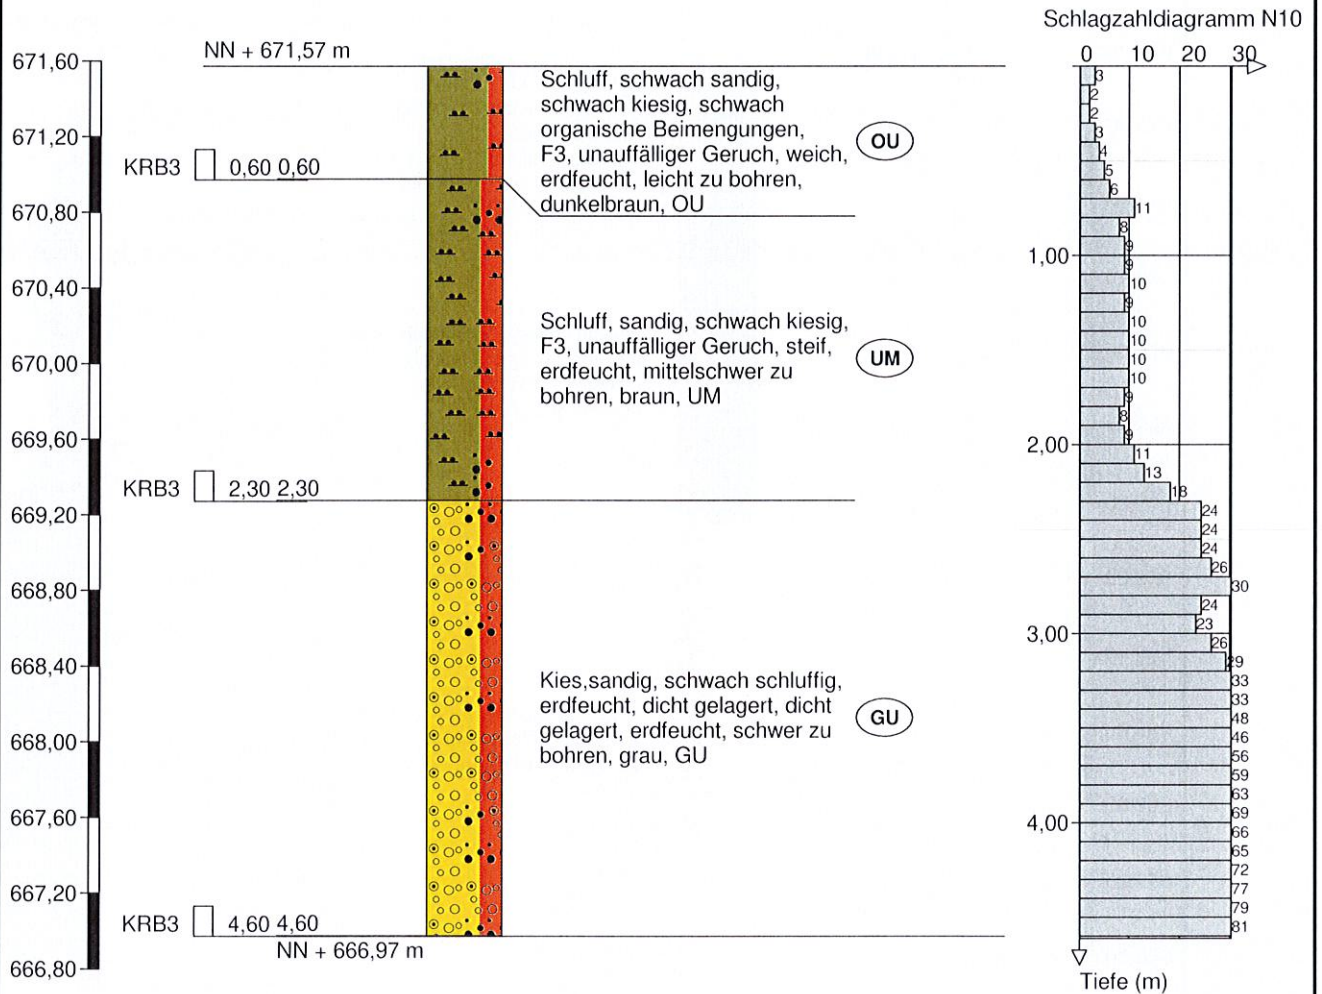 Schlagzahldiagramm N10
NN + 671,57 m
0 10 20 30
671,60
671,20
670,80
670,40
670,00
669,60
669,20
668,80
668,40
668,00
667,60
667,20
666,80
KRB3 0,60 0,60
KRB3 2,30 2,30
KRB3 4,60 4,60
NN + 666,97 m
Schluff, schwach sandig,
schwach kiesig, schwach
organische Beimengungen,
F3, unauffälliger Geruch, weich,
erdfeucht, leicht zu bohren,
dunkelbraun, OU
OU
Schluff, sandig, schwach kiesig,
F3, unauffälliger Geruch, steif,
erdfeucht, mittelschwer zu
bohren, braun, UM
UM
Kies,sandig, schwach schluffig,
erdfeucht, dicht gelagert, dicht
gelagert, erdfeucht, schwer zu
bohren, grau, GU
GU
1,00
2,00
3,00
4,00
3
2
2
3
4
5
6
11
8
9
9
10
9
10
10
10
10
9
8
9
11
13
18
24
24
24
26
30
24
23
26
29
33
33
48
46
56
59
63
69
66
65
72
77
79
81
Tiefe (m)